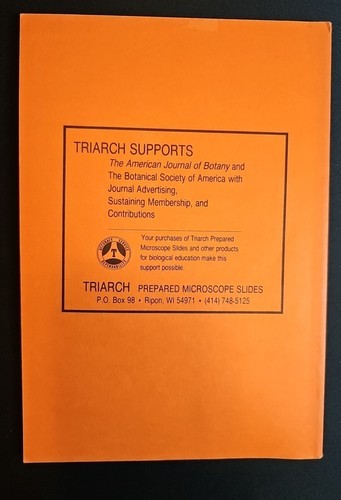 TRIARCH SUPPORTS
The American Journal of Botany and
The Botanical Society of America with
Journal Advertising,
Sustaining Membership, and
Contributions
Your purchases of Triarch Prepared
Microscope Slides and other products
for biological education make this
support possible.
TRIARCH PREPARED MICROSCOPE SLIDES
P.O. Box 98 • Ripon, WI 54971 • (414) 748-5125